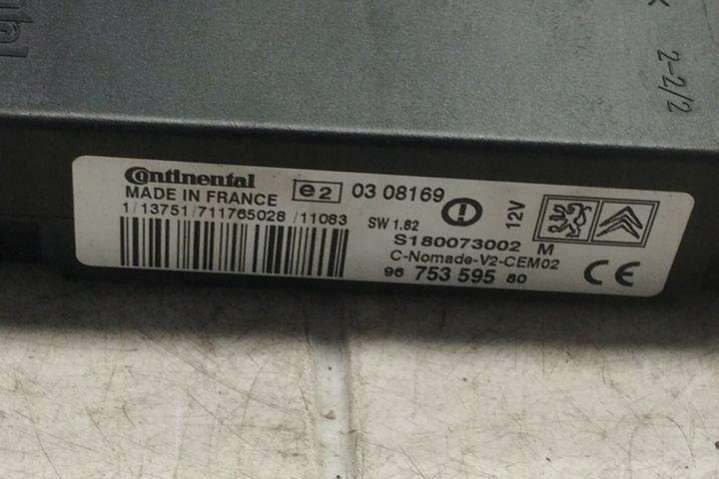 Continental
MADE IN FRANCE
e2
03 08169
1/13751/711765028 /11083
SW 1.82
12V
S180073002 M
C-Nomade-V2-CEM02
96 753 595 80
CE
2-2/2